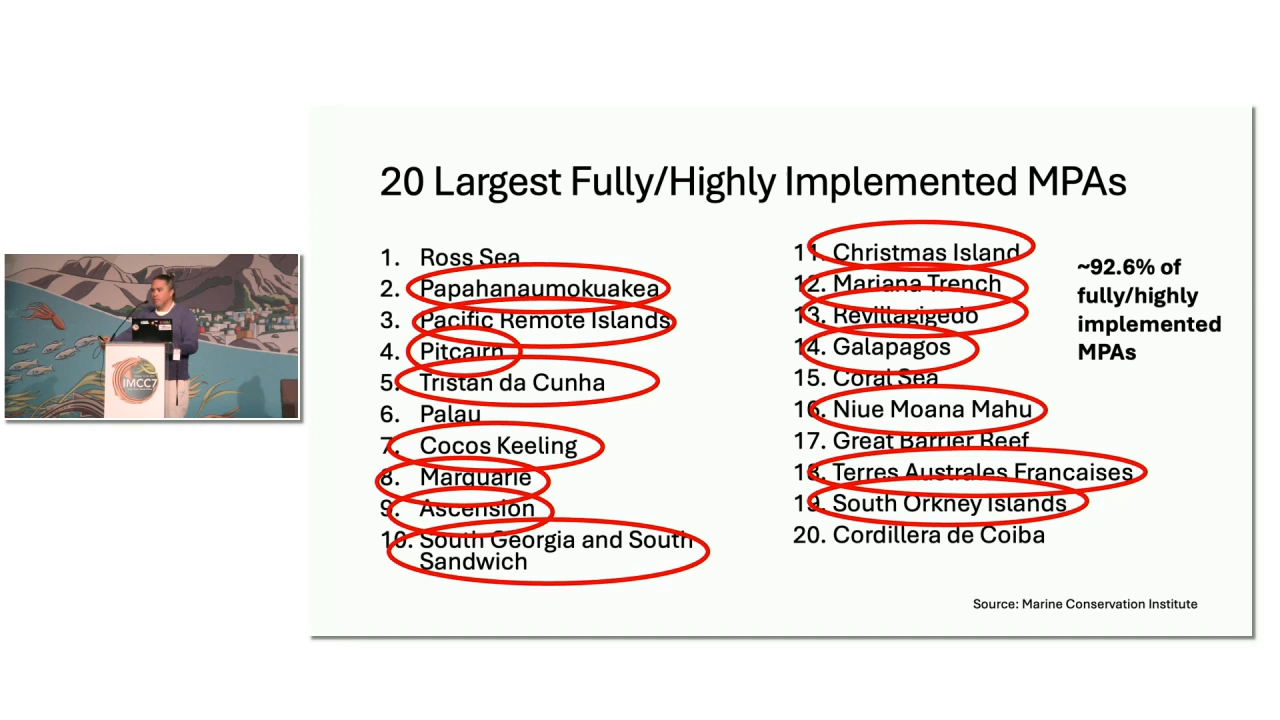 20 Largest Fully/Highly Implemented MPAs
1. Ross Sea
2. Papahanaumokuakea
3. Pacific Remote Islands
4. Pitcairn
5. Tristan da Cunha
6. Palau
7. Cocos Keeling
8. Marquarie
9. Ascension
10. South Georgia and South
Sandwich
11. Christmas Island
12. Mariana Trench
13. Revillagigedo
14. Galapagos
15. Coral Sea
16. Niue Moana Mahu
17. Great Barrier Reef
18. Terres Australes Francaises
19. South Orkney Islands
20. Cordillera de Coiba
~92.6% of
fully/highly
implemented
MPAs
Source: Marine Conservation Institute
IMCC7